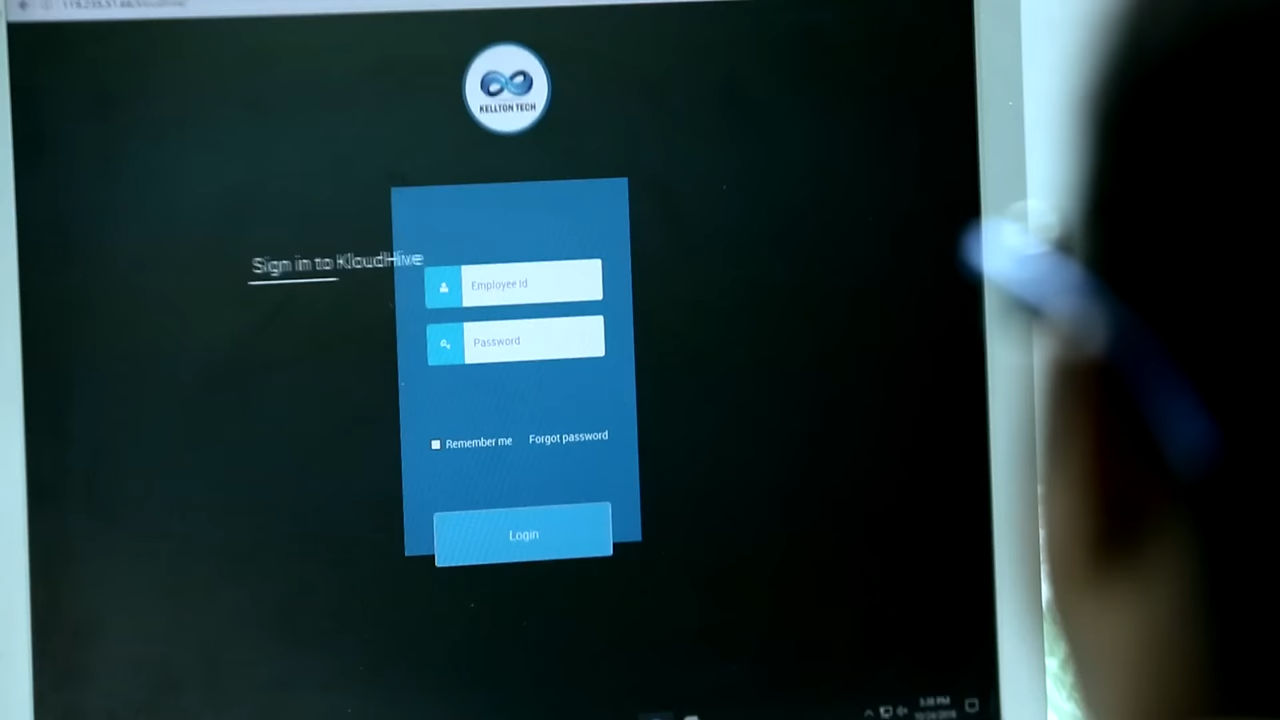 KELLTON TECH
Sign in to KloudHive
Employee Id
Password
Remember me Forgot password
Login